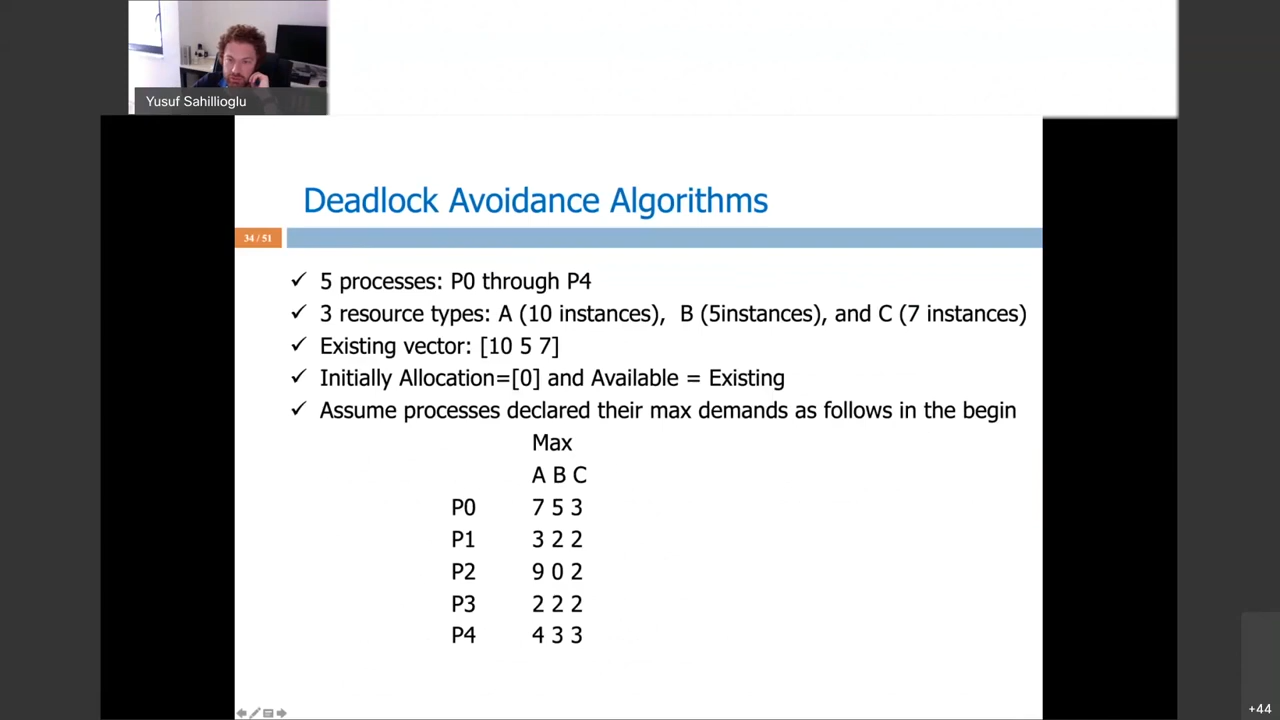 Yusuf Sahillioglu
Deadlock Avoidance Algorithms
34 / 51
✓ 5 processes: P0 through P4
✓ 3 resource types: A (10 instances), B (5instances), and C (7 instances)
✓ Existing vector: [10 5 7]
✓ Initially Allocation=[0] and Available = Existing
✓ Assume processes declared their max demands as follows in the begin
Max
A B C
P0 7 5 3
P1 3 2 2
P2 9 0 2
P3 2 2 2
P4 4 3 3
+44